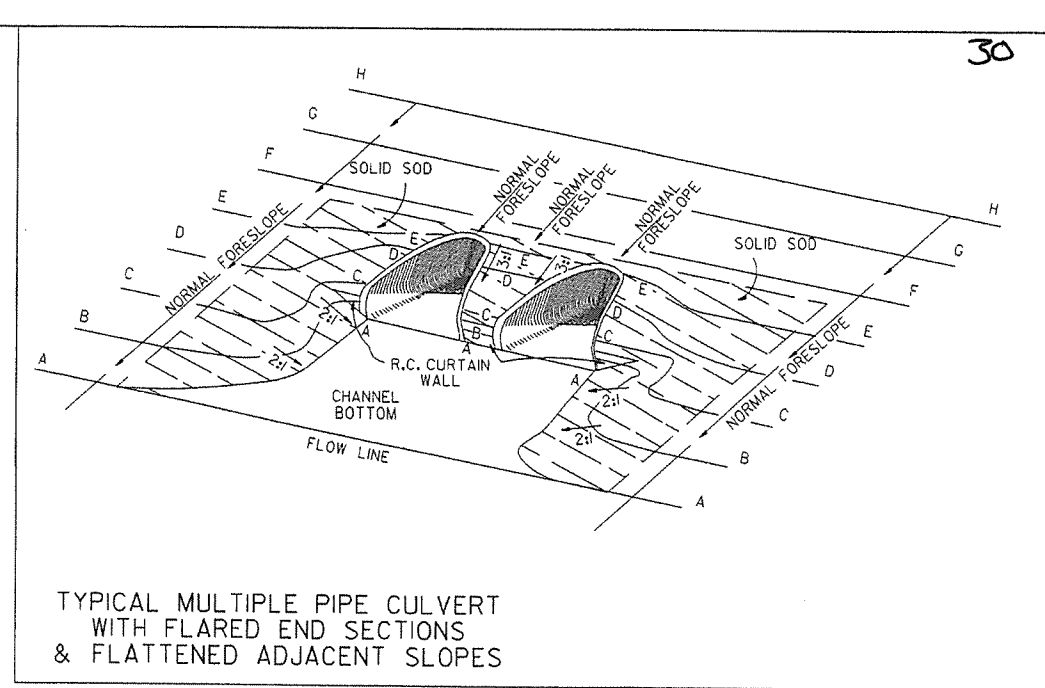 30
H
G
F
E
D
C
B
A
SOLID SOD
NORMAL FORESLOPE
NORMAL
FORESLOPE
NORMAL
FORESLOPE
NORMAL
FORESLOPE
SOLID SOD
H
G
F
E
D
C
B
A
NORMAL FORESLOPE
E
D
C
A
3:1
E
D
3:1
C
B
A
E
D
C
A
2:1
2:1
2:1
2:1
R.C. CURTAIN
WALL
CHANNEL
BOTTOM
FLOW LINE
TYPICAL MULTIPLE PIPE CULVERT
WITH FLARED END SECTIONS
& FLATTENED ADJACENT SLOPES